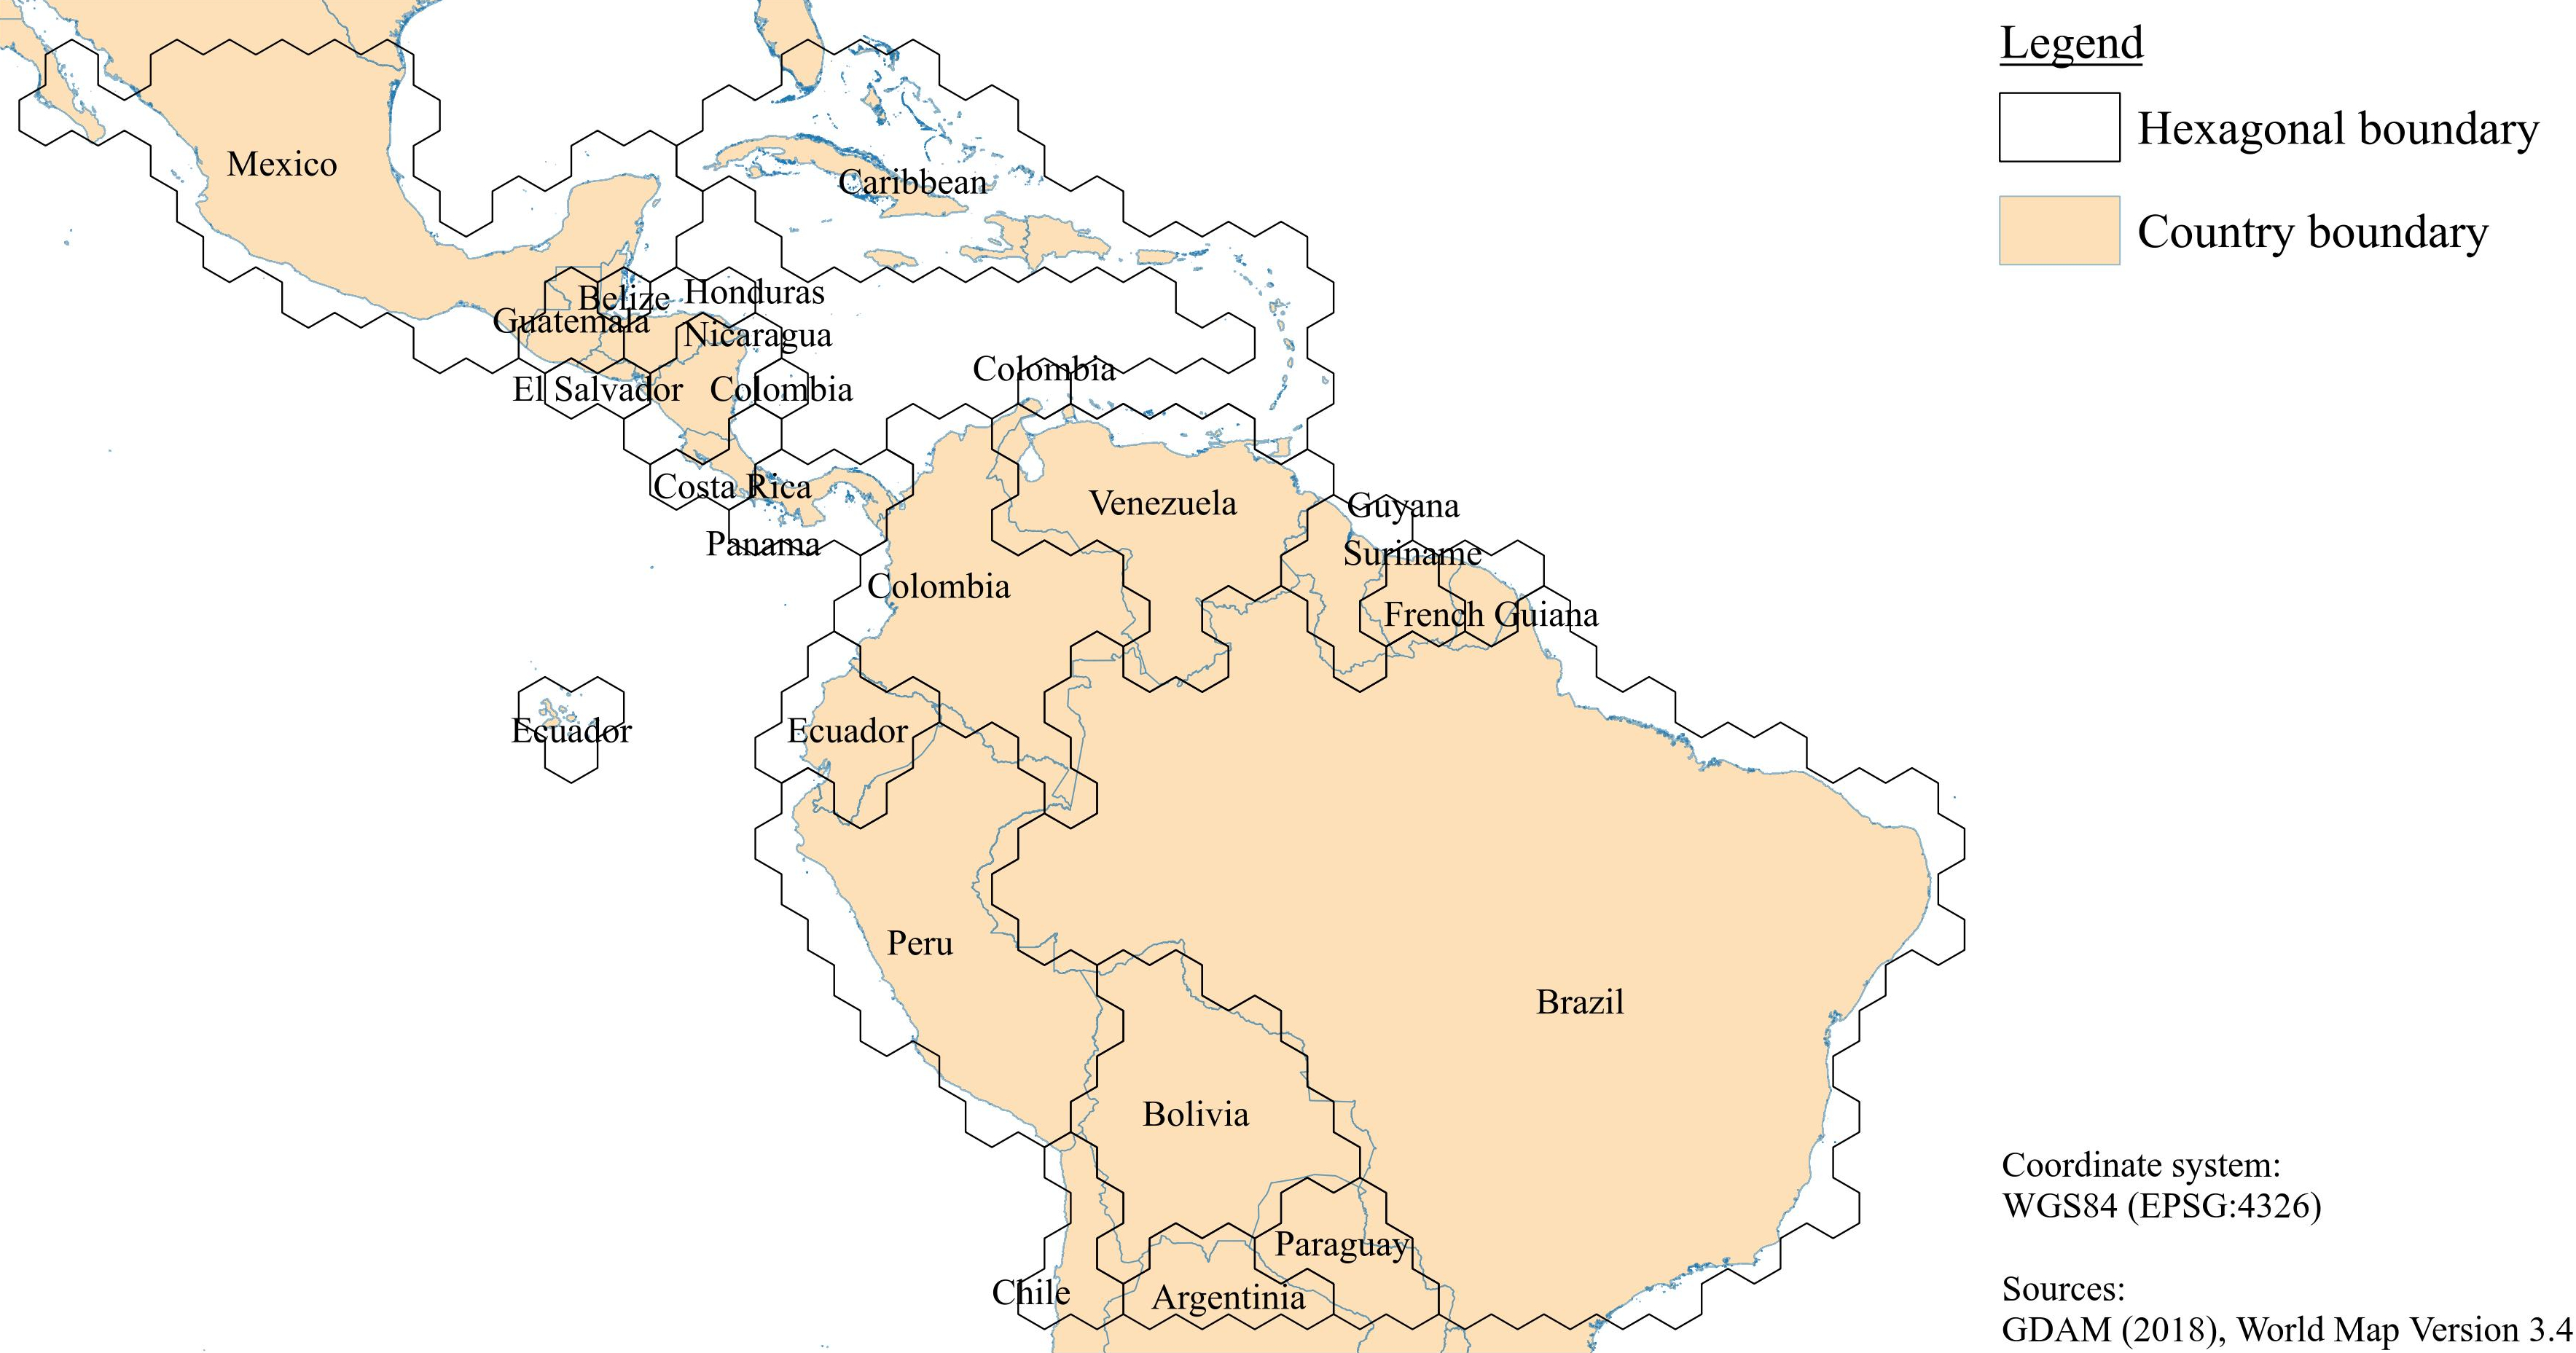 Legend
Hexagonal boundary
Country boundary
Mexico
Caribbean
Belize
Honduras
Guatemala
Nicaragua
El Salvador
Colombia
Colombia
Costa Rica
Panama
Venezuela
Guyana
Suriname
French Guiana
Colombia
Ecuador
Ecuador
Peru
Brazil
Bolivia
Paraguay
Chile
Argentinia
Coordinate system:
WGS84 (EPSG:4326)
Sources:
GDAM (2018), World Map Version 3.4